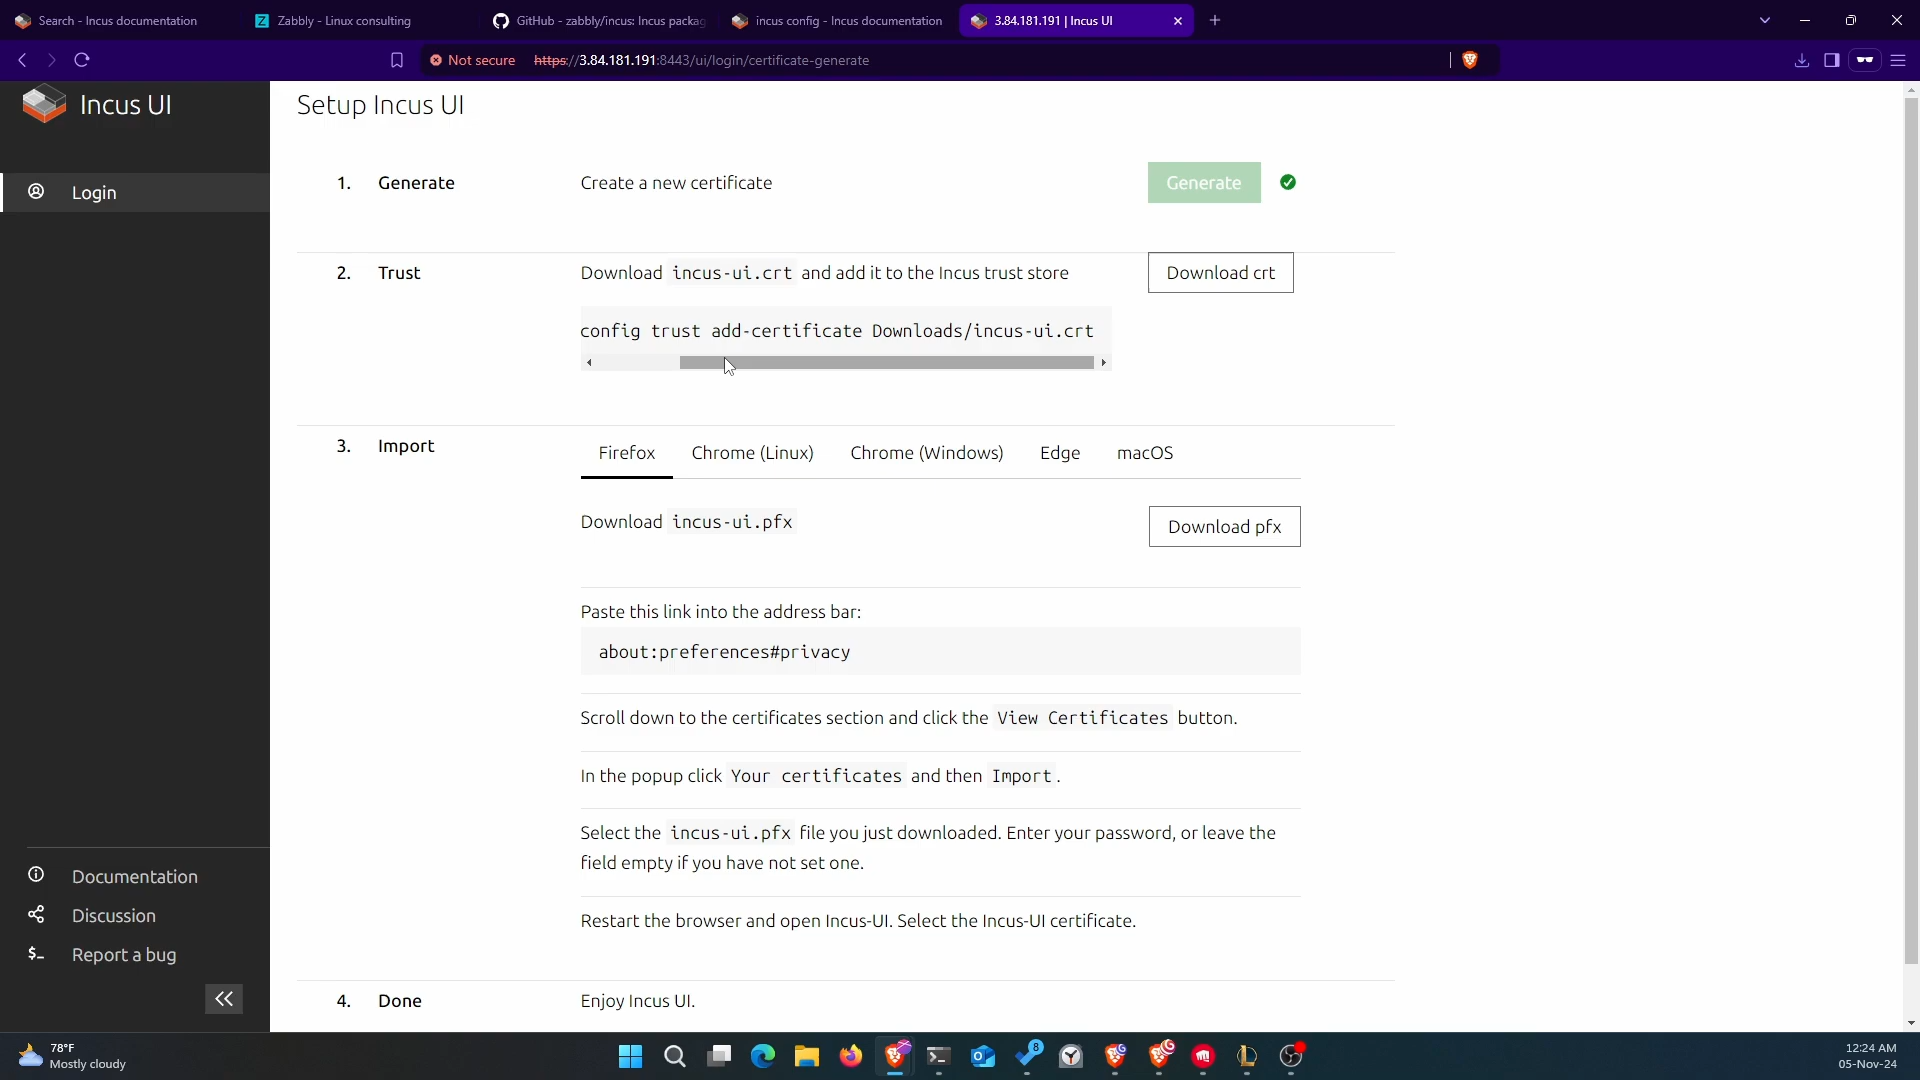 Search - Incus documentation
Zabbly - Linux consulting
GitHub - zabbly/incus: Incus packag
incus config - Incus documentation
3.84.181.191 | Incus UI
Not secure
https://3.84.181.191:8443/ui/login/certificate-generate
Incus UI
Setup Incus UI
Login
1. Generate Create a new certificate Generate
2. Trust Download incus-ui.crt and add it to the Incus trust store Download crt
config trust add-certificate Downloads/incus-ui.crt
3. Import Firefox Chrome (Linux) Chrome (Windows) Edge macOS
Download incus-ui.pfx Download pfx
Paste this link into the address bar:
about:preferences#privacy
Scroll down to the certificates section and click the View Certificates button.
In the popup click Your certificates and then Import.
Select the incus-ui.pfx file you just downloaded. Enter your password, or leave the
field empty if you have not set one.
Restart the browser and open Incus-UI. Select the Incus-UI certificate.
4. Done Enjoy Incus UI.
Documentation
Discussion
Report a bug
78°F
Mostly cloudy
8
12:24 AM
05-Nov-24